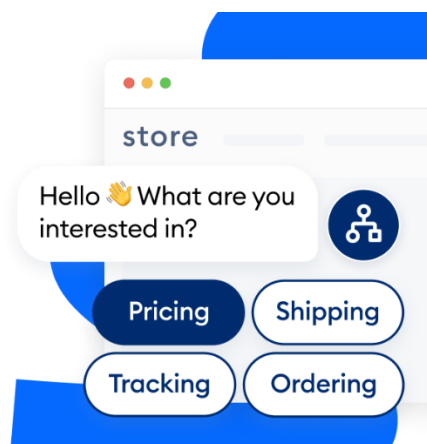 store
Hello 👋 What are you
interested in?
Pricing
Shipping
Tracking
Ordering